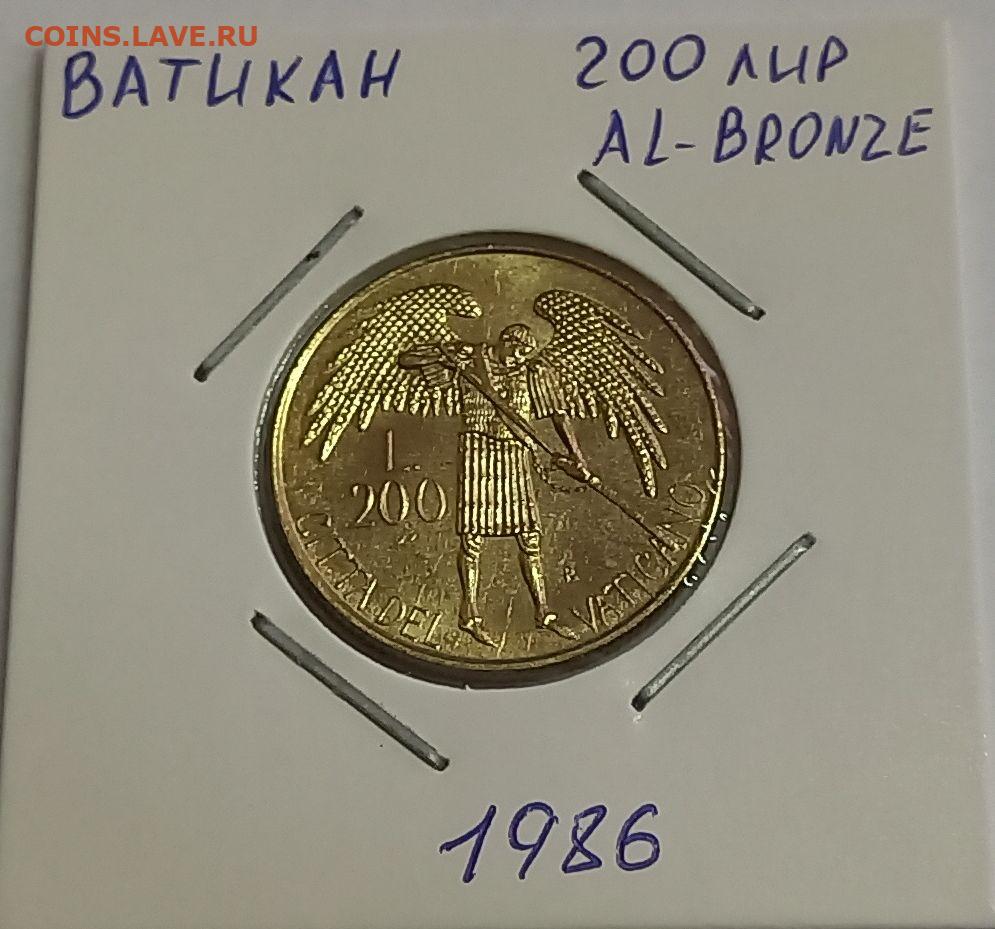 COINS.LAVE.RU
ВАТИКАН
200 ЛИР
AL-BRONZE
L.
200
CITTA DEL VATICANO
R
1986